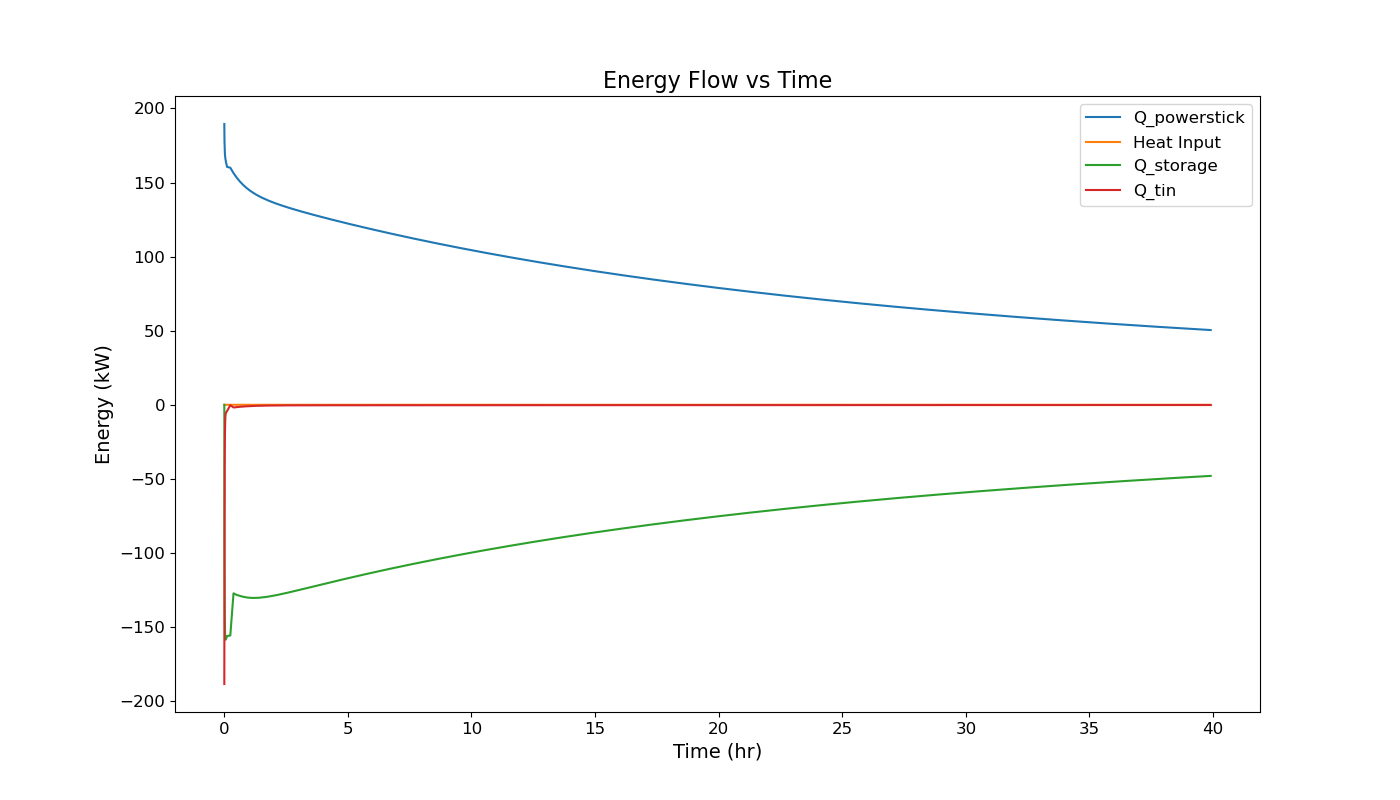 Energy Flow vs Time
Energy (kW)
200
150
100
50
0
−50
−100
−150
−200
Q_powerstick
Heat Input
Q_storage
Q_tin
0 5 10 15 20 25 30 35 40
Time (hr)